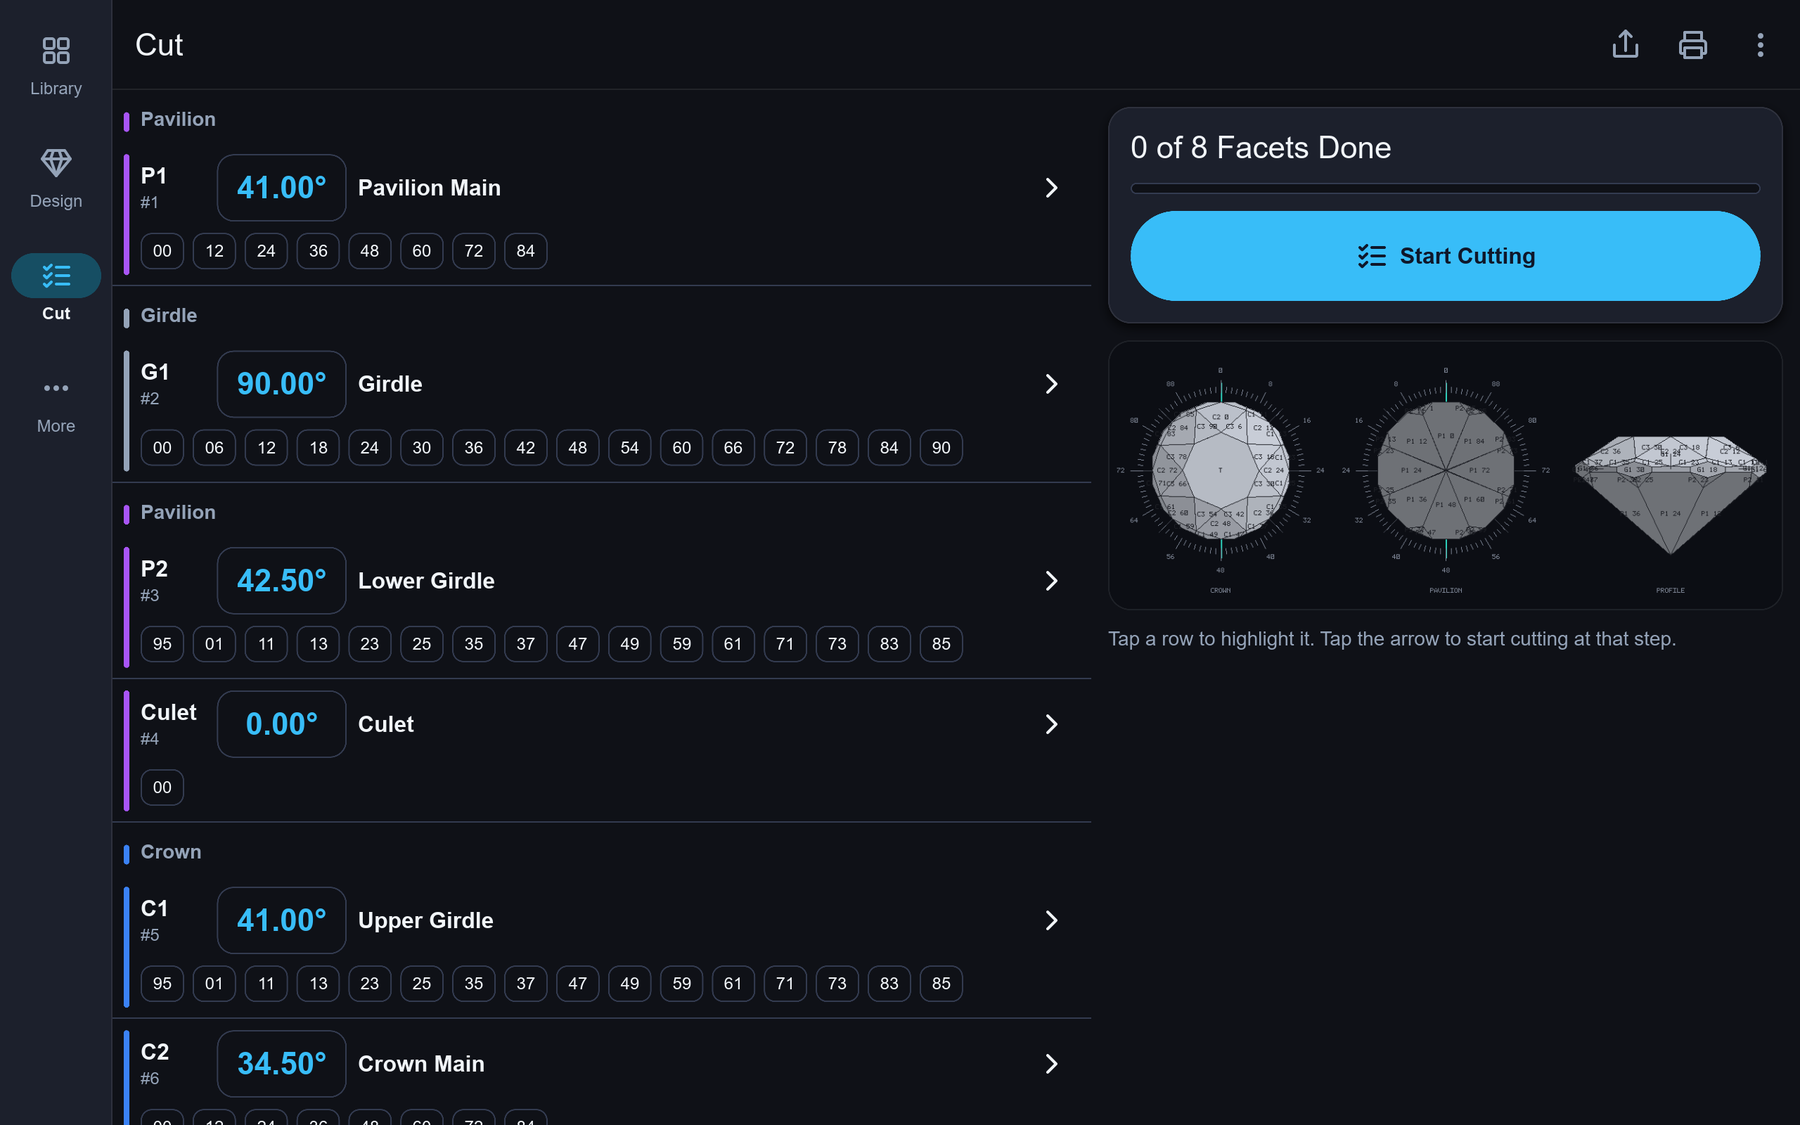 Cut
Library
Design
Cut
More
Pavilion
P1
#1
41.00°
Pavilion Main
00 12 24 36 48 60 72 84
Girdle
G1
#2
90.00°
Girdle
00 06 12 18 24 30 36 42 48 54 60 66 72 78 84 90
Pavilion
P2
#3
42.50°
Lower Girdle
95 01 11 13 23 25 35 37 47 49 59 61 71 73 83 85
Culet
#4
0.00°
Culet
00
Crown
C1
#5
41.00°
Upper Girdle
95 01 11 13 23 25 35 37 47 49 59 61 71 73 83 85
C2
#6
34.50°
Crown Main
0 of 8 Facets Done
Start Cutting
CROWN
PAVILION
PROFILE
Tap a row to highlight it. Tap the arrow to start cutting at that step.